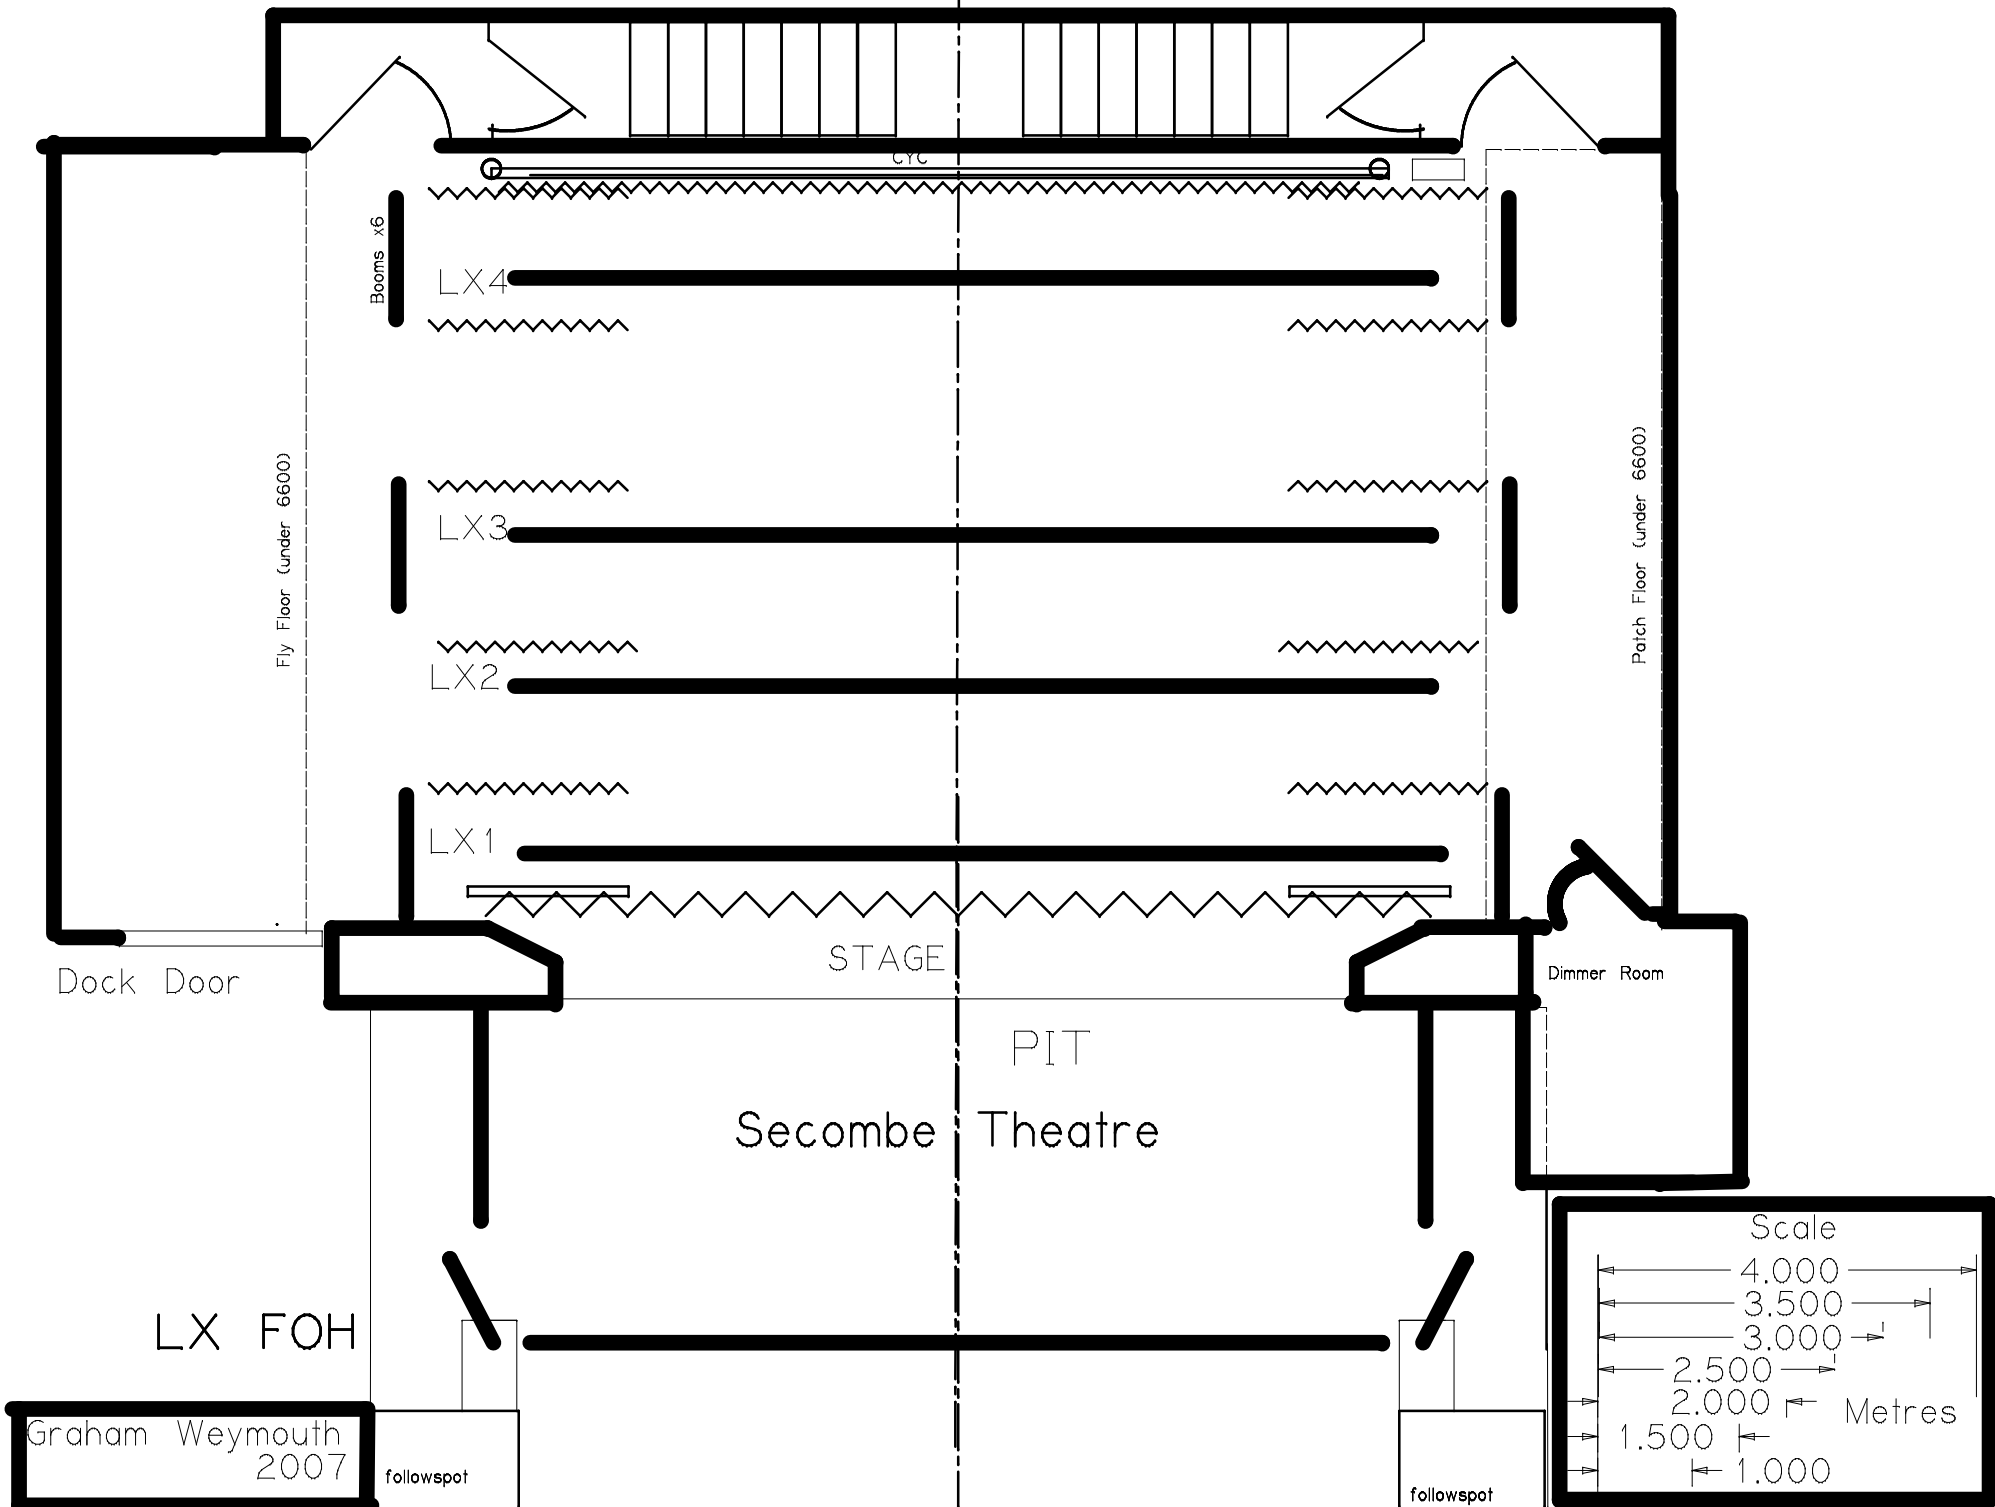 CYC
Booms x6
LX4
Fly Floor (under 6600)
Patch Floor (under 6600)
LX3
LX2
LX1
STAGE
Dock Door
Dimmer Room
PIT
Secombe Theatre
LX FOH
Graham Weymouth
2007
followspot
followspot
Scale
4.000
3.500
3.000
2.500
2.000
Metres
1.500
1.000